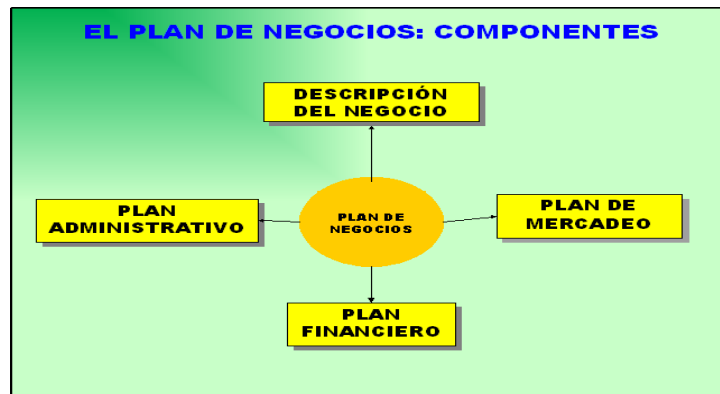 EL PLAN DE NEGOCIOS: COMPONENTES
DESCRIPCIÓN
DEL NEGOCIO
PLAN
ADMINISTRATIVO
PLAN DE
NEGOCIOS
PLAN DE
MERCADEO
PLAN
FINANCIERO